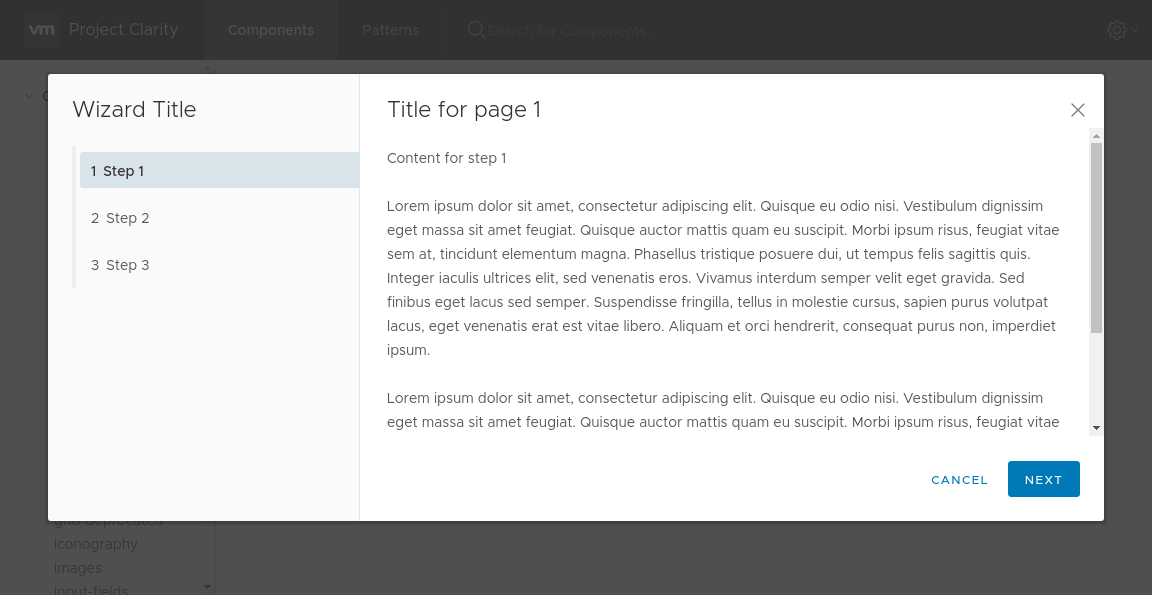 vm Project Clarity Components Patterns Search for Components...
Wizard Title
1 Step 1
2 Step 2
3 Step 3
Title for page 1
Content for step 1
Lorem ipsum dolor sit amet, consectetur adipiscing elit. Quisque eu odio nisi. Vestibulum dignissim
eget massa sit amet feugiat. Quisque auctor mattis quam eu suscipit. Morbi ipsum risus, feugiat vitae
sem at, tincidunt elementum magna. Phasellus tristique posuere dui, ut tempus felis sagittis quis.
Integer iaculis ultrices elit, sed venenatis eros. Vivamus interdum semper velit eget gravida. Sed
finibus eget lacus sed semper. Suspendisse fringilla, tellus in molestie cursus, sapien purus volutpat
lacus, eget venenatis erat est vitae libero. Aliquam et orci hendrerit, consequat purus non, imperdiet
ipsum.
Lorem ipsum dolor sit amet, consectetur adipiscing elit. Quisque eu odio nisi. Vestibulum dignissim
eget massa sit amet feugiat. Quisque auctor mattis quam eu suscipit. Morbi ipsum risus, feugiat vitae
CANCEL NEXT
grid-deprecated
iconography
images
input-fields